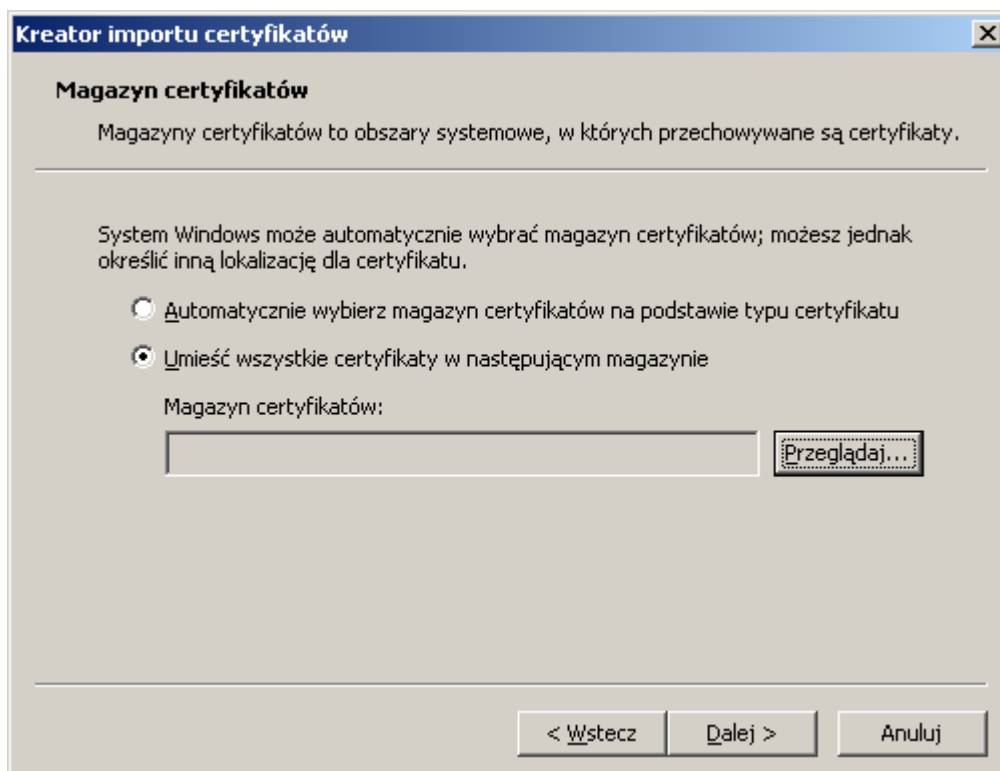 Kreator importu certyfikatów
Magazyn certyfikatów
Magazyny certyfikatów to obszary systemowe, w których przechowywane są certyfikaty.
System Windows może automatycznie wybrać magazyn certyfikatów; możesz jednak
określić inną lokalizację dla certyfikatu.
Automatycznie wybierz magazyn certyfikatów na podstawie typu certyfikatu
Umieść wszystkie certyfikaty w następującym magazynie
Magazyn certyfikatów:
Przeglądaj...
< Wstecz Dalej > Anuluj